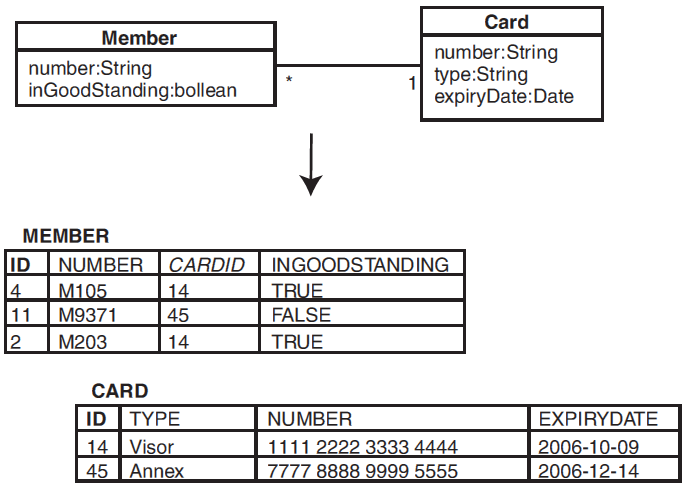 Member
number:String
inGoodStanding:bollean
*
1
Card
number:String
type:String
expiryDate:Date
MEMBER
ID NUMBER CARDID INGOODSTANDING
4 M105 14 TRUE
11 M9371 45 FALSE
2 M203 14 TRUE
CARD
ID TYPE NUMBER EXPIRYDATE
14 Visor 1111 2222 3333 4444 2006-10-09
45 Annex 7777 8888 9999 5555 2006-12-14